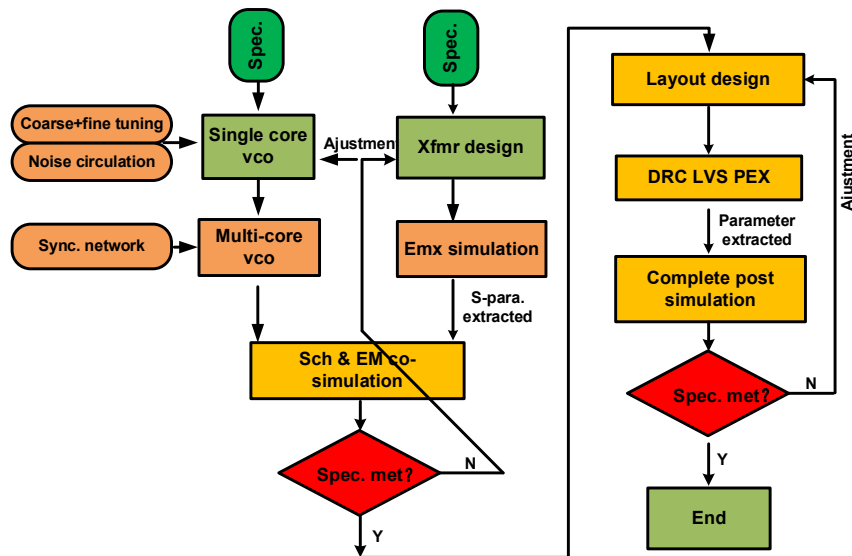 Spec.
Spec.
Coarse+fine tuning
Noise circulation
Single core
vco
Ajustment
Xfmr design
Sync. network
Multi-core
vco
Emx simulation
S-para.
extracted
Sch & EM co-
simulation
Spec. met?
N
Y
Layout design
DRC LVS PEX
Parameter
extracted
Complete post
simulation
Spec. met?
N
Ajustment
Y
End